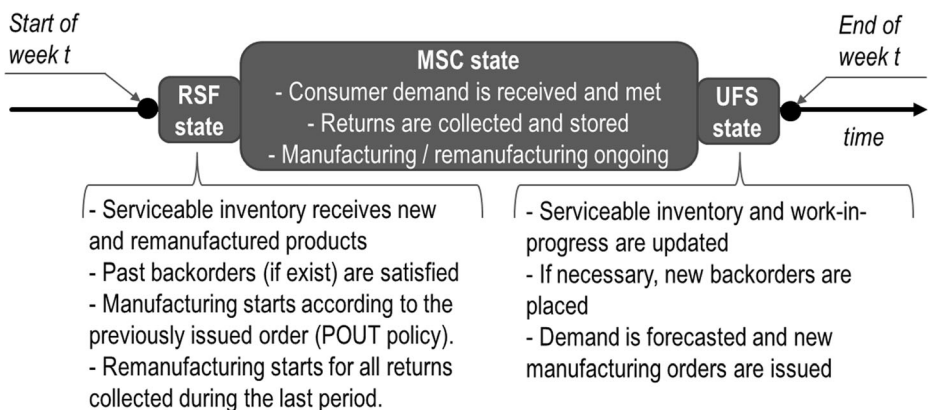 Start of
week t
RSF
state
MSC state
- Consumer demand is received and met
- Returns are collected and stored
- Manufacturing / remanufacturing ongoing
UFS
state
End of
week t
time
- Serviceable inventory receives new
and remanufactured products
- Past backorders (if exist) are satisfied
- Manufacturing starts according to the
previously issued order (POUT policy).
- Remanufacturing starts for all returns
collected during the last period.
- Serviceable inventory and work-in-
progress are updated
- If necessary, new backorders are
placed
- Demand is forecasted and new
manufacturing orders are issued